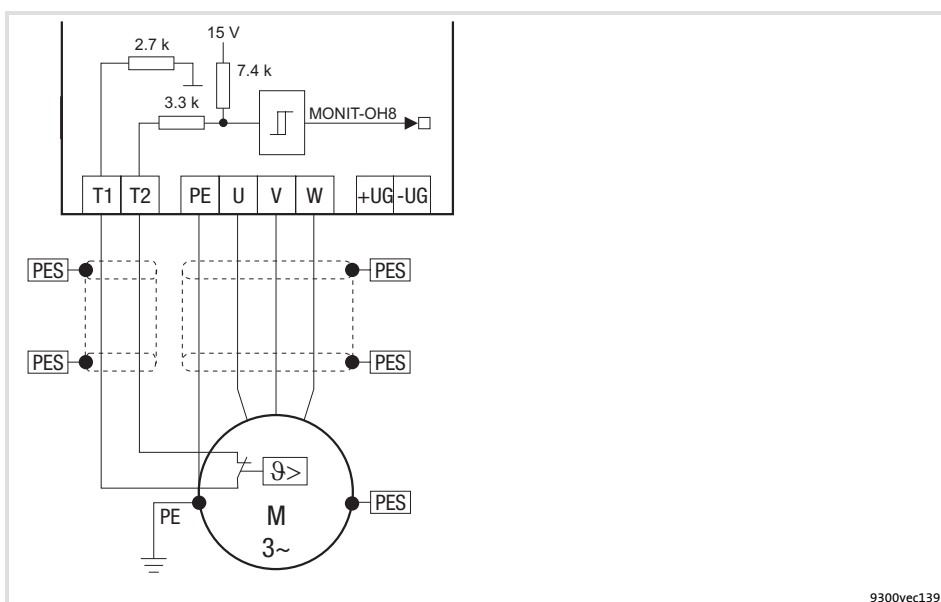 15 V
2.7 k
7.4 k
3.3 k
MONIT-OH8
T1 T2 PE U V W +UG -UG
PES PES
PES PES
ϑ>
PES
PE
M
3~
9300vec139